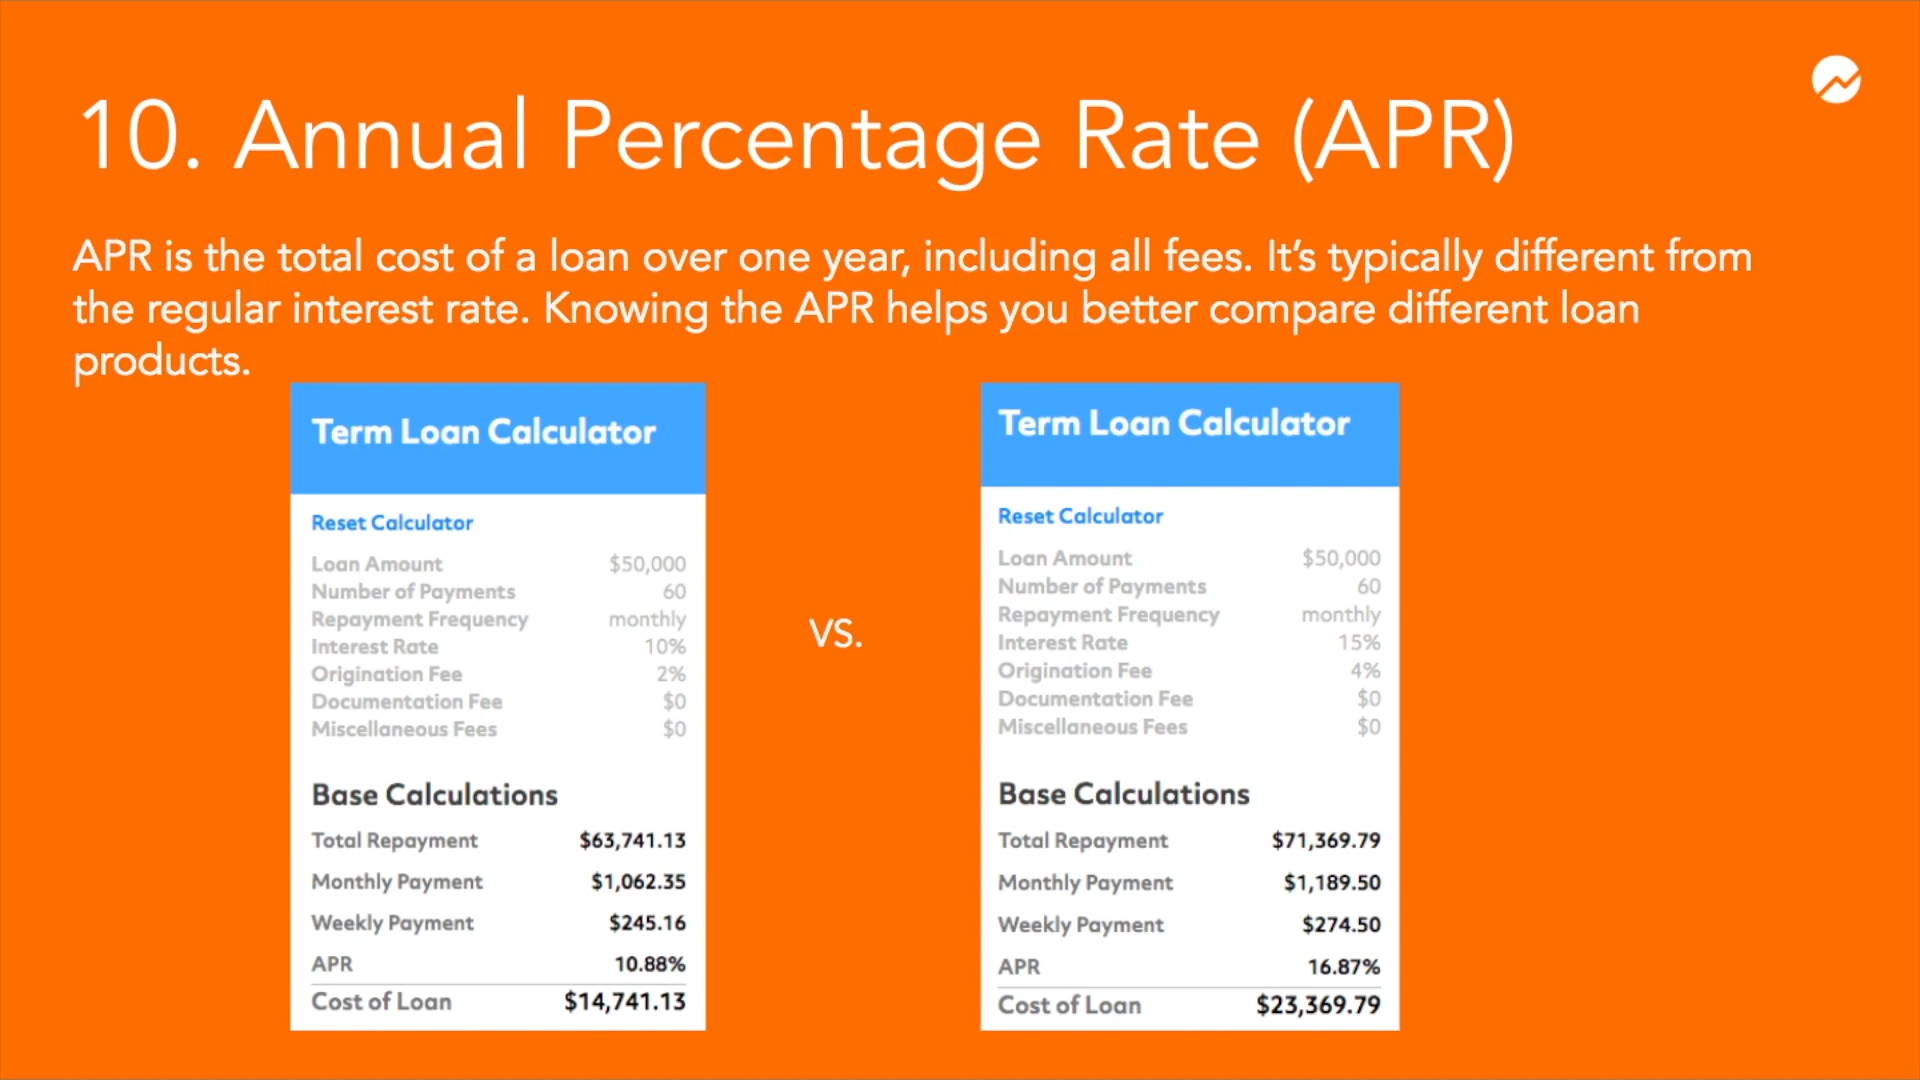 10. Annual Percentage Rate (APR)
APR is the total cost of a loan over one year, including all fees. It's typically different from
the regular interest rate. Knowing the APR helps you better compare different loan
products.
Term Loan Calculator
Reset Calculator
Loan Amount $50,000
Number of Payments 60
Repayment Frequency monthly
Interest Rate 10%
Origination Fee 2%
Documentation Fee $0
Miscellaneous Fees $0
Base Calculations
Total Repayment $63,741.13
Monthly Payment $1,062.35
Weekly Payment $245.16
APR 10.88%
Cost of Loan $14,741.13
VS.
Term Loan Calculator
Reset Calculator
Loan Amount $50,000
Number of Payments 60
Repayment Frequency monthly
Interest Rate 15%
Origination Fee 4%
Documentation Fee $0
Miscellaneous Fees $0
Base Calculations
Total Repayment $71,369.79
Monthly Payment $1,189.50
Weekly Payment $274.50
APR 16.87%
Cost of Loan $23,369.79